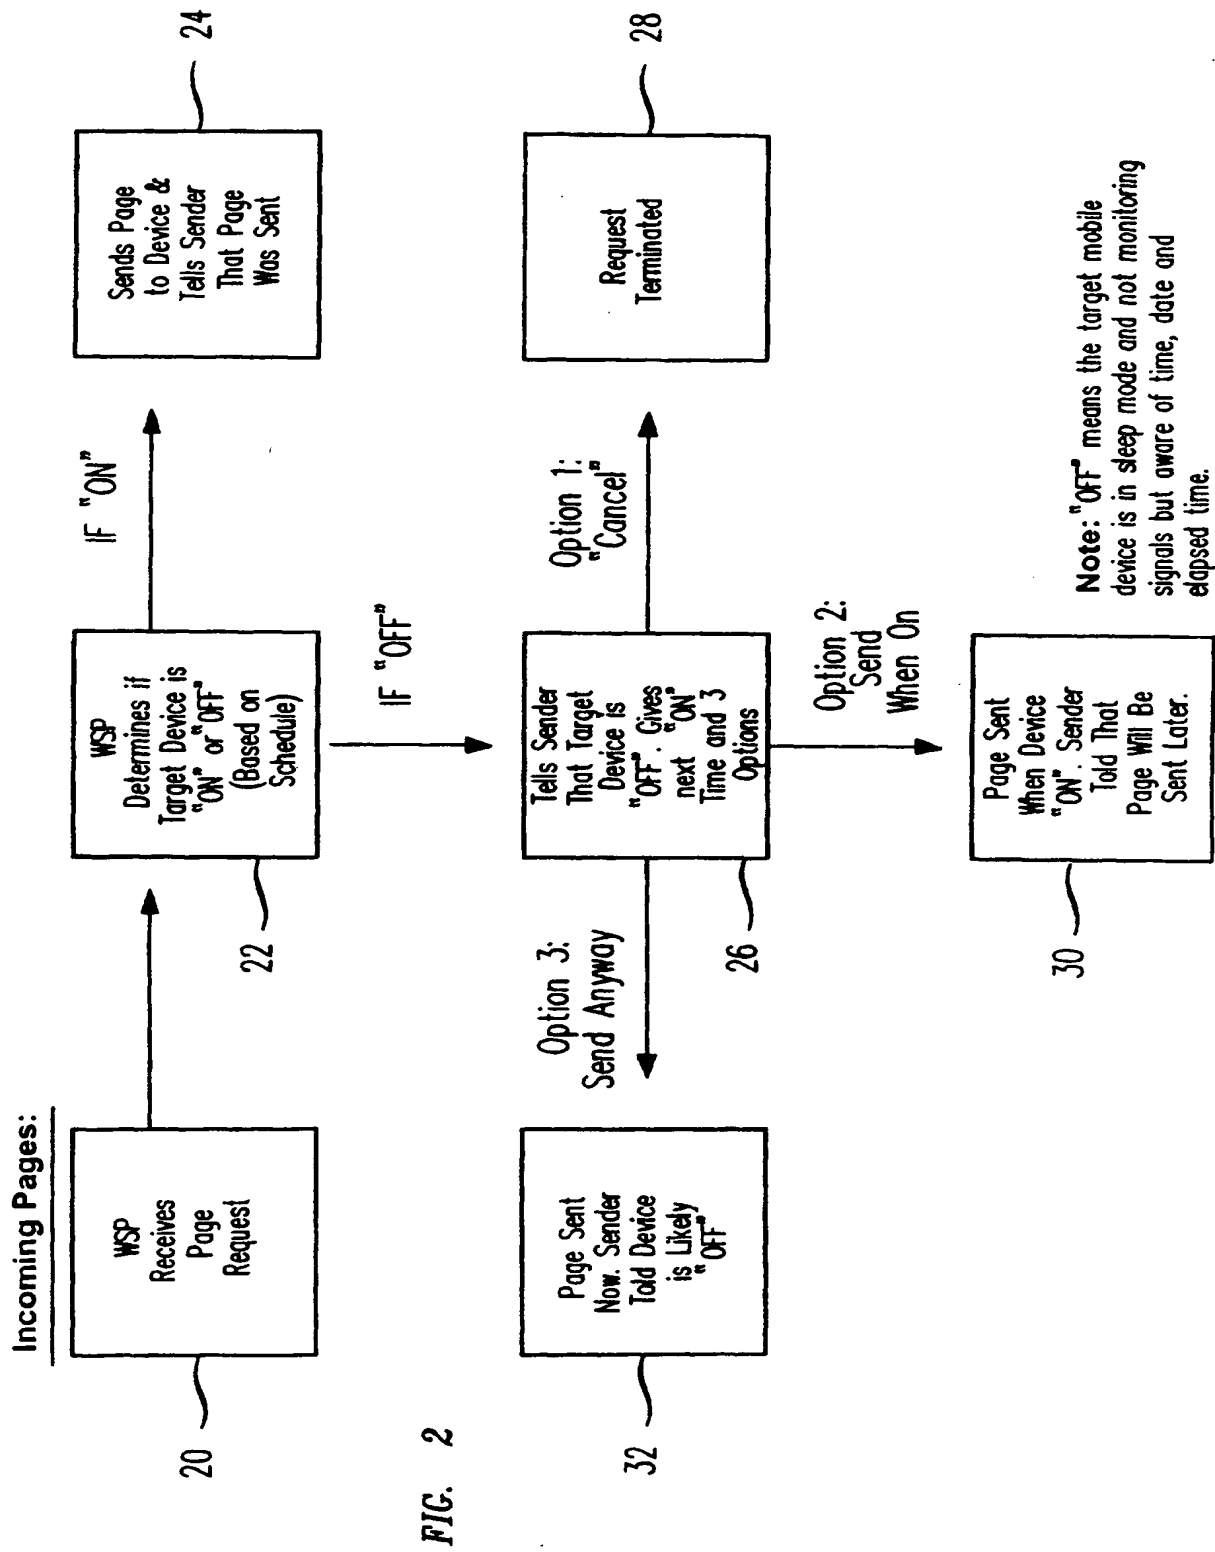 Incoming Pages:
WSP
Receives
Page
Request
20
WSP
Determines if
Target Device is
"ON" or "OFF"
(Based on
Schedule)
22
IF "ON"
Sends Page
to Device &
Tells Sender
That Page
Was Sent
24
IF "OFF"
Tells Sender
That Target
Device is
"OFF". Gives
next "ON"
Time and 3
Options
26
Option 1:
"Cancel"
Request
Terminated
28
Option 2:
Send
When On
Page Sent
When Device
"ON". Sender
Told That
Page Will Be
Sent Later.
30
Option 3:
Send Anyway
Page Sent
Now. Sender
Told Device
is Likely
"OFF"
32
Note: "OFF" means the target mobile
device is in sleep mode and not monitoring
signals but aware of time, date and
elapsed time.
FIG. 2